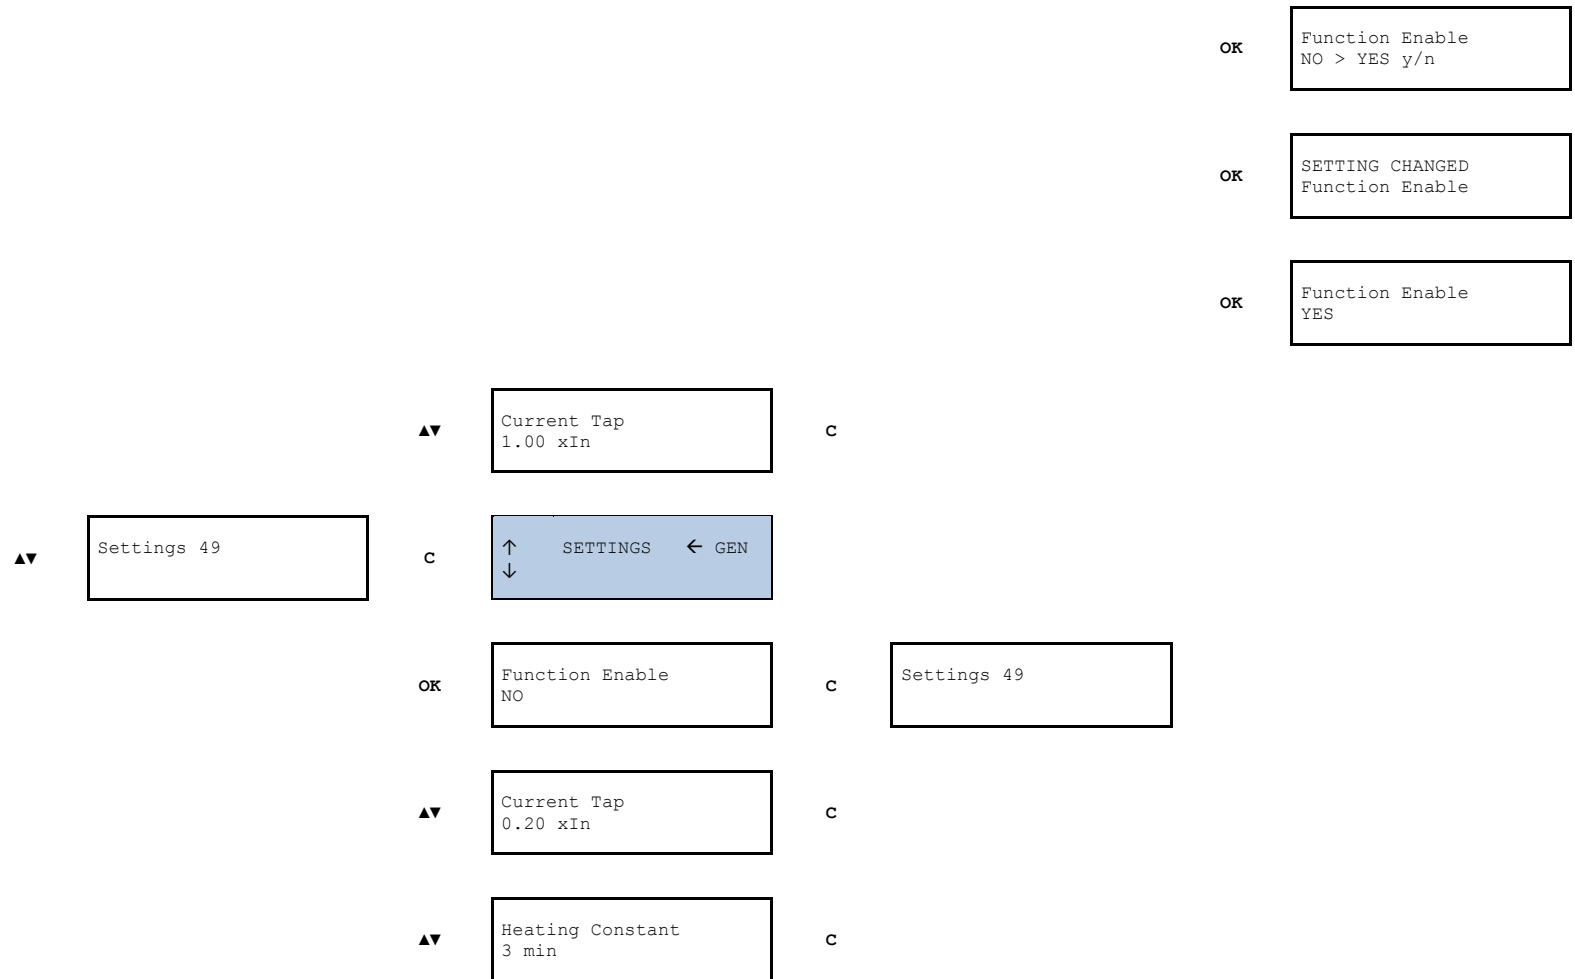 OK
Function Enable
NO > YES y/n
OK
SETTING CHANGED
Function Enable
OK
Function Enable
YES
▲▼
Current Tap
1.00 xIn
C
▲▼
Settings 49
C
↑ SETTINGS ← GEN
↓
OK
Function Enable
NO
C
Settings 49
▲▼
Current Tap
0.20 xIn
C
▲▼
Heating Constant
3 min
C